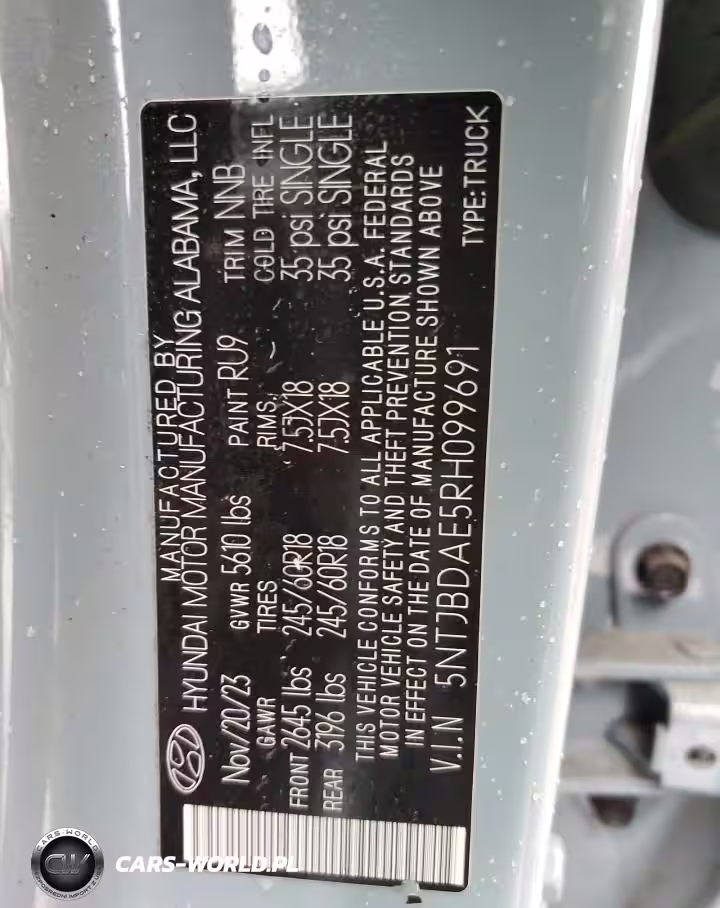 MANUFACTURED BY
HYUNDAI MOTOR MANUFACTURING ALABAMA, LLC
Nov/20/23 GVWR 5610 lbs PAINT RU9 TRIM NNB
GAWR TIRES RIMS COLD TIRE INFL
FRONT 2645 lbs 245/60R18 7.5JX18 35 psi SINGLE
REAR 3196 lbs 245/60R18 7.5JX18 35 psi SINGLE
THIS VEHICLE CONFORMS TO ALL APPLICABLE U.S.A. FEDERAL
MOTOR VEHICLE SAFETY AND THEFT PREVENTION STANDARDS
IN EFFECT ON THE DATE OF MANUFACTURE SHOWN ABOVE
V.I.N 5NTJBDAE5RH099691
TYPE:TRUCK
CARS-WORLD
CW
CARS-WORLD.PL